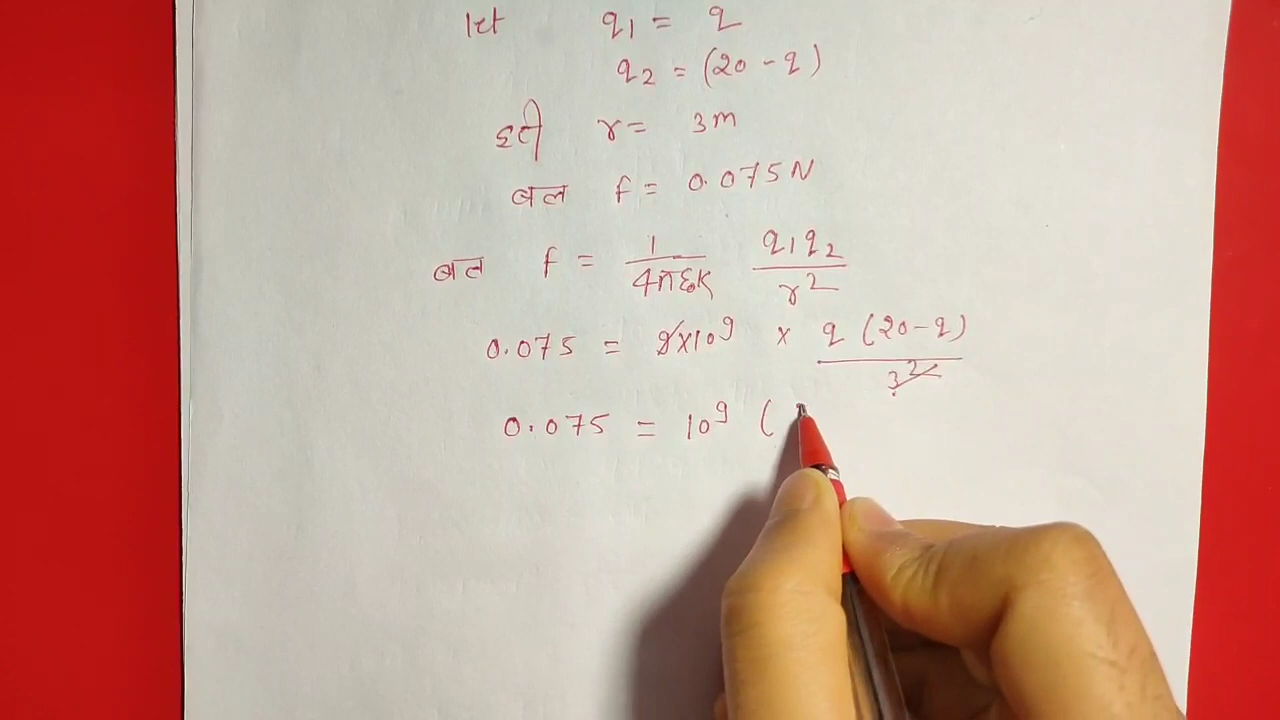 let q1 = q
q2 = (20 - q)
दूरी r = 3m
बल f = 0.075N
बल f = 1/4πε₀k q1q2/r²
0.075 = 9×10⁹ × q (20-q)/3²
0.075 = 10⁹ (